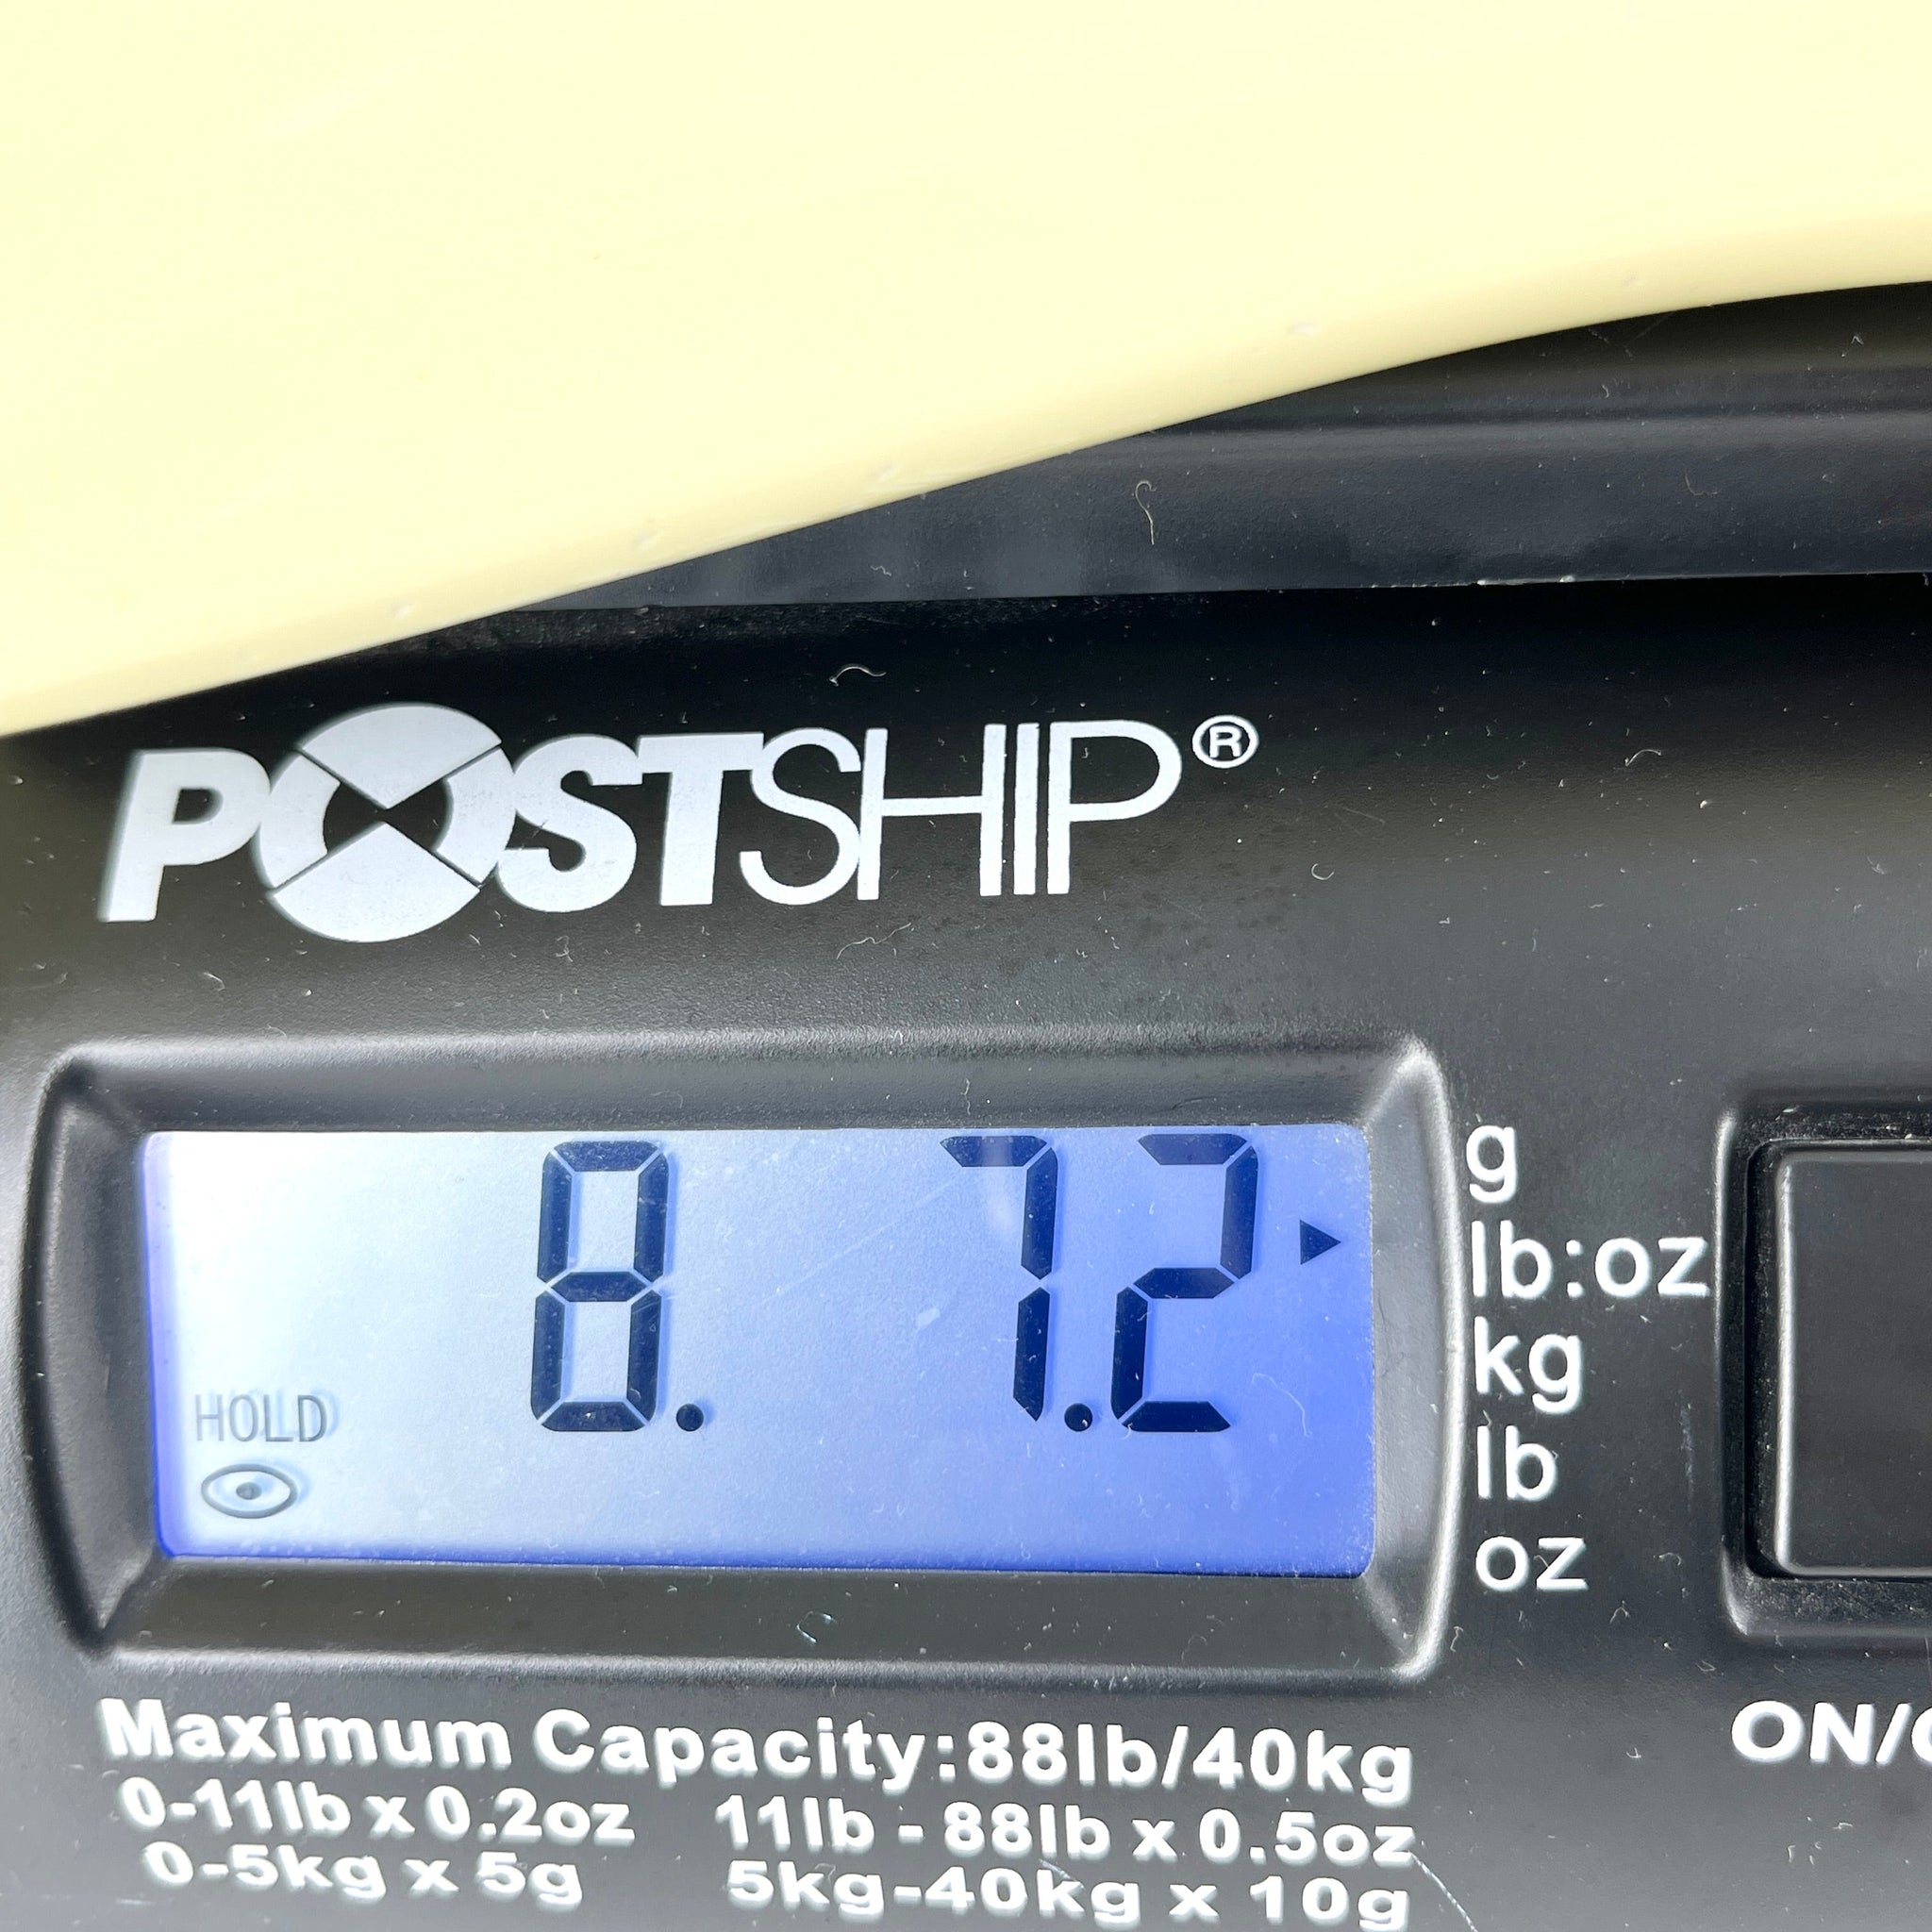 POSTSHIP®
8. 7.2
HOLD
g
lb:oz
kg
lb
oz
Maximum Capacity:88lb/40kg
0-11lb x 0.2oz 11lb - 88lb x 0.5oz
0-5kg x 5g 5kg-40kg x 10g